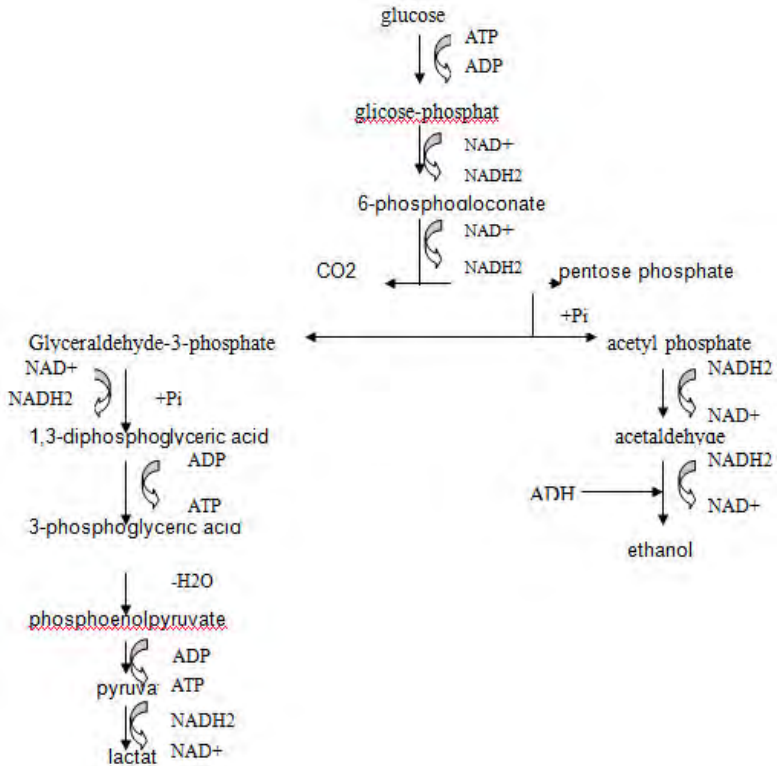 glucose
ATP
ADP
glicose-phosphat
NAD+
NADH2
6-phosphogloconate
NAD+
NADH2
CO2
pentose phosphate
+Pi
Glyceraldehyde-3-phosphate
acetyl phosphate
NAD+
NADH2
+Pi
NADH2
NAD+
1,3-diphosphoglyceric acid
acetaldehyde
ADP
ATP
NADH2
NAD+
ADH
3-phosphoglyceric acid
ethanol
-H2O
phosphoenolpyruvate
ADP
ATP
pyruva
NADH2
NAD+
lactat